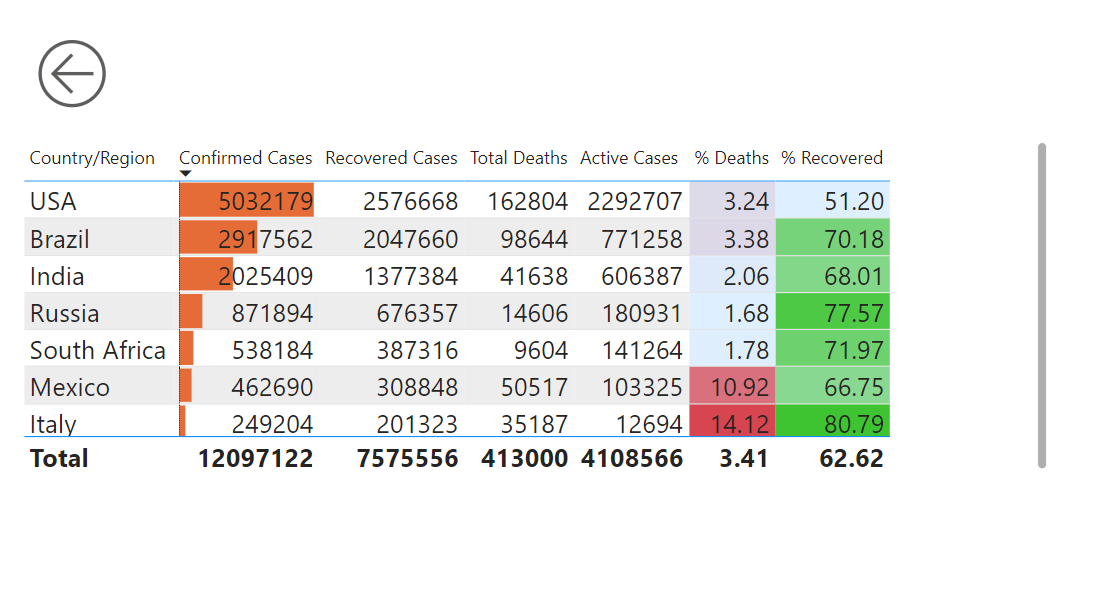 Country/Region Confirmed Cases Recovered Cases Total Deaths Active Cases % Deaths % Recovered
USA 5032179 2576668 162804 2292707 3.24 51.20
Brazil 2917562 2047660 98644 771258 3.38 70.18
India 2025409 1377384 41638 606387 2.06 68.01
Russia 871894 676357 14606 180931 1.68 77.57
South Africa 538184 387316 9604 141264 1.78 71.97
Mexico 462690 308848 50517 103325 10.92 66.75
Italy 249204 201323 35187 12694 14.12 80.79
Total 12097122 7575556 413000 4108566 3.41 62.62